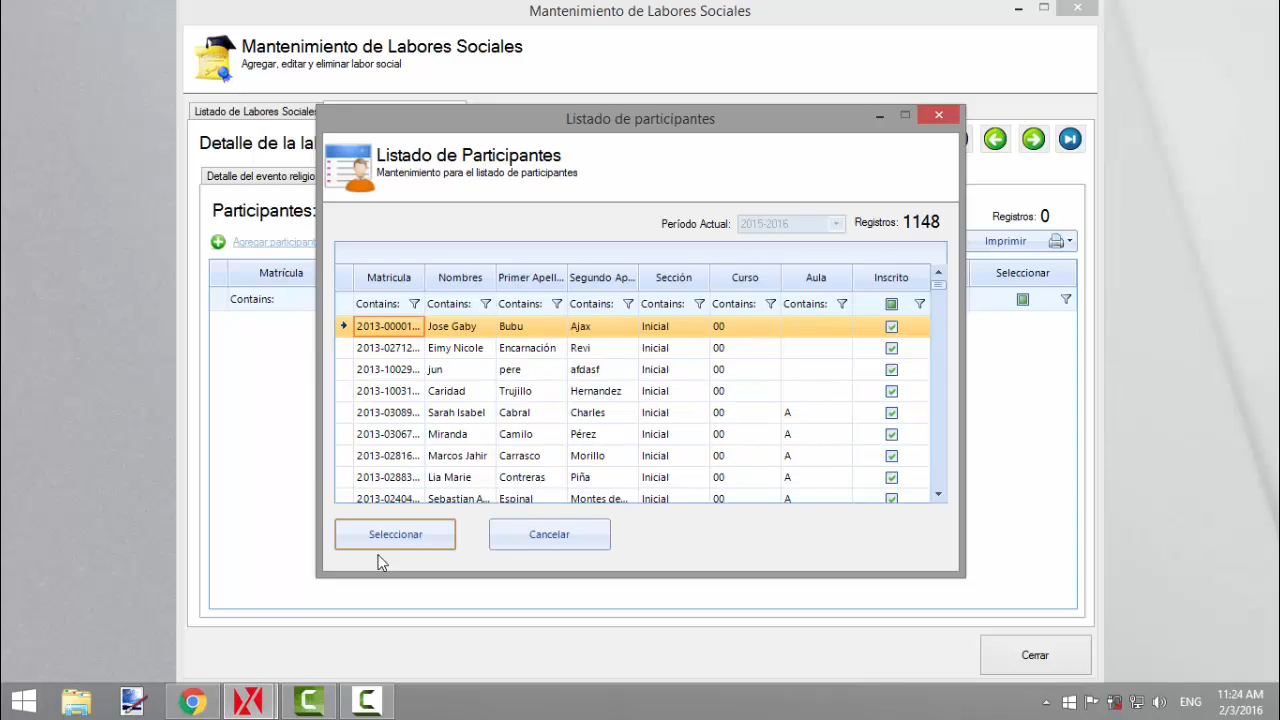 Mantenimiento de Labores Sociales
Mantenimiento de Labores Sociales
Agregar, editar y eliminar labor social
Listado de Labores Sociales
Detalle de la la
Detalle del evento religio
Participantes:
Registros: 0
Agregar participant
Imprimir
Matrícula
Seleccionar
Contains:
Listado de participantes
Listado de Participantes
Mantenimiento para el listado de participantes
Período Actual: 2015-2016 Registros: 1148
Matricula Nombres Primer Apell... Segundo Ap... Sección Curso Aula Inscrito
Contains: Contains: Contains: Contains: Contains: Contains: Contains:
2013-00001... Jose Gaby Bubu Ajax Inicial 00
2013-02712... Eimy Nicole Encarnación Revi Inicial 00
2013-10029... jun pere afdasf Inicial 00
2013-10031... Caridad Trujillo Hernandez Inicial 00
2013-03089... Sarah Isabel Cabral Charles Inicial 00 A
2013-03067... Miranda Camilo Pérez Inicial 00 A
2013-02816... Marcos Jahir Carrasco Morillo Inicial 00 A
2013-02883... Lia Marie Contreras Piña Inicial 00 A
2013-02404... Sebastian A... Espinal Montes de... Inicial 00 A
Seleccionar Cancelar
Cerrar
ENG
11:24 AM
2/3/2016